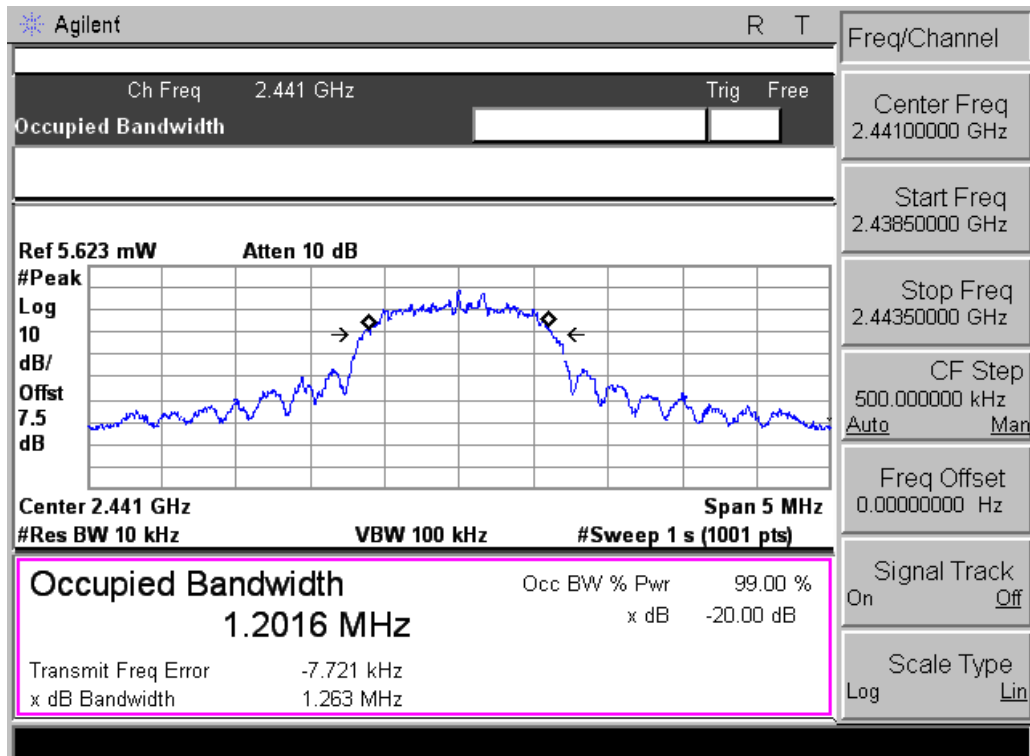 Agilent R T
Ch Freq 2.441 GHz Trig Free
Occupied Bandwidth
Ref 5.623 mW Atten 10 dB
#Peak
Log
10
dB/
Offst
7.5
dB
Center 2.441 GHz Span 5 MHz
#Res BW 10 kHz VBW 100 kHz #Sweep 1 s (1001 pts)
Occupied Bandwidth Occ BW % Pwr 99.00 %
1.2016 MHz x dB -20.00 dB
Transmit Freq Error -7.721 kHz
x dB Bandwidth 1.263 MHz
Freq/Channel
Center Freq
2.44100000 GHz
Start Freq
2.43850000 GHz
Stop Freq
2.44350000 GHz
CF Step
500.000000 kHz
Auto Man
Freq Offset
0.00000000 Hz
Signal Track
On Off
Scale Type
Log Lin